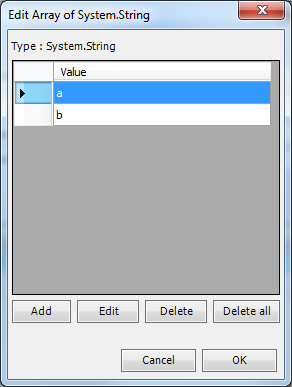 Edit Array of System.String
Type : System.String
Value
a
b
Add Edit Delete Delete all
Cancel OK